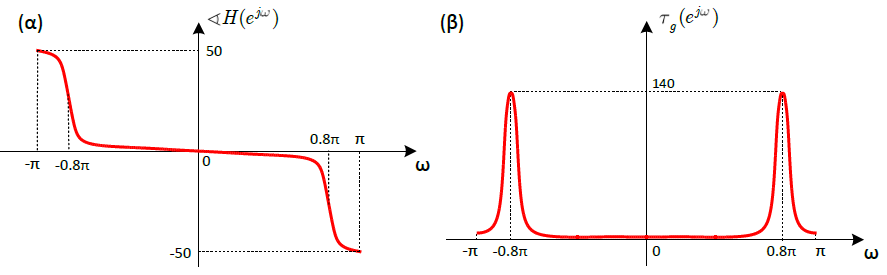 (α)
∢H(e^{jω})
50
0.8π
π
-π
-0.8π
0
ω
-50
(β)
τ_g(e^{jω})
140
-π
-0.8π
0
0.8π
π
ω